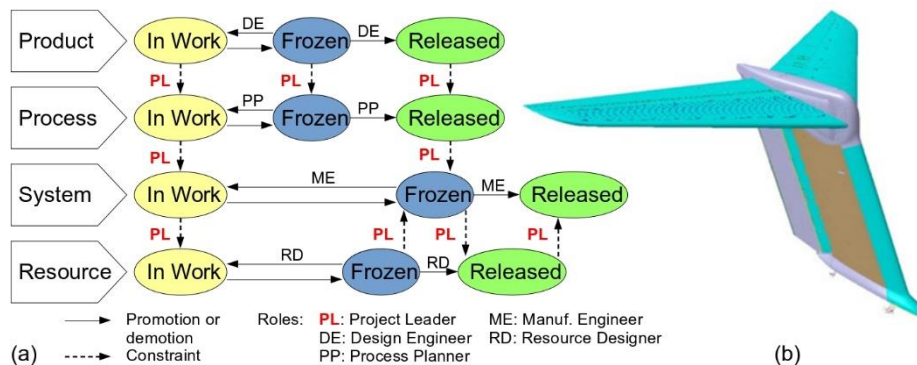 Product
In Work
DE
Frozen
DE
Released
PL
PL
PL
Process
In Work
PP
Frozen
PP
Released
PL
PL
System
In Work
ME
Frozen
ME
Released
PL
PL
PL
PL
Resource
In Work
RD
Frozen
RD
Released
Promotion or
demotion
Constraint
Roles: PL: Project Leader ME: Manuf. Engineer
DE: Design Engineer RD: Resource Designer
PP: Process Planner
(a)
(b)